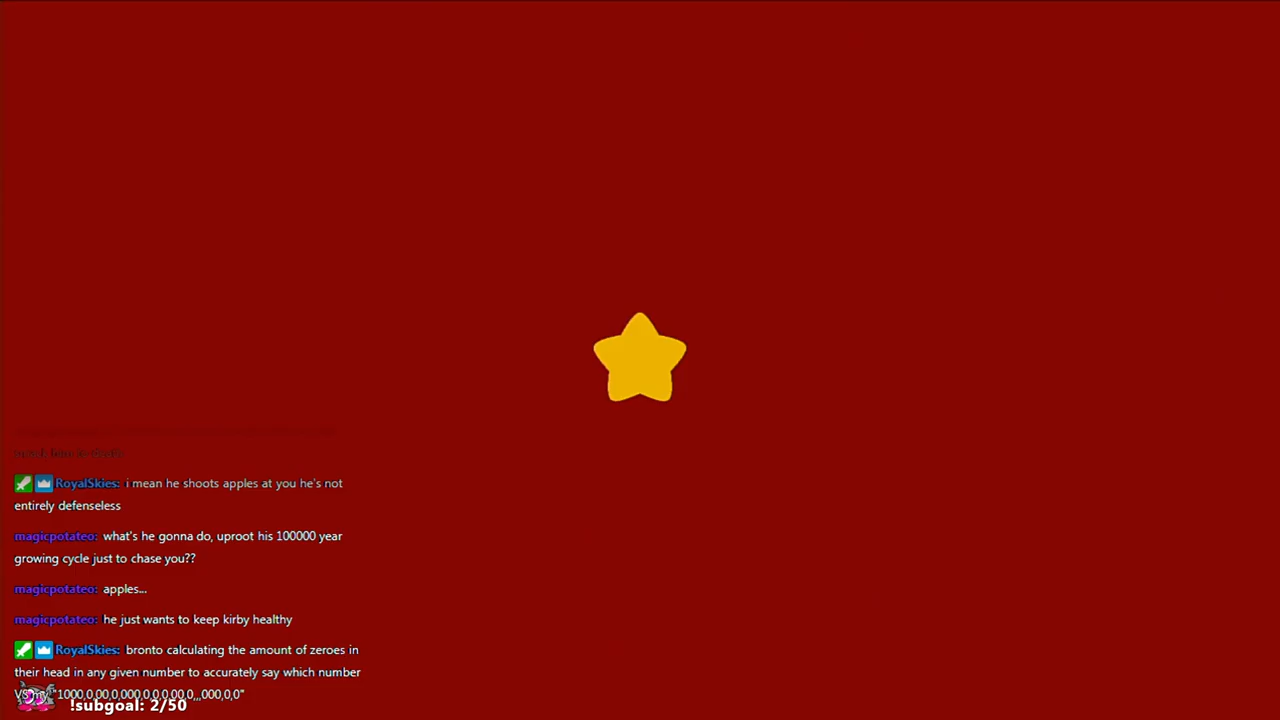 RoyalSkies: i mean he shoots apples at you he's not
entirely defenseless
magicpotateo: what's he gonna do, uproot his 100000 year
growing cycle just to chase you??
magicpotateo: apples...
magicpotateo: he just wants to keep kirby healthy
RoyalSkies: bronto calculating the amount of zeroes in
their head in any given number to accurately say which number
!subgoal: 2/50